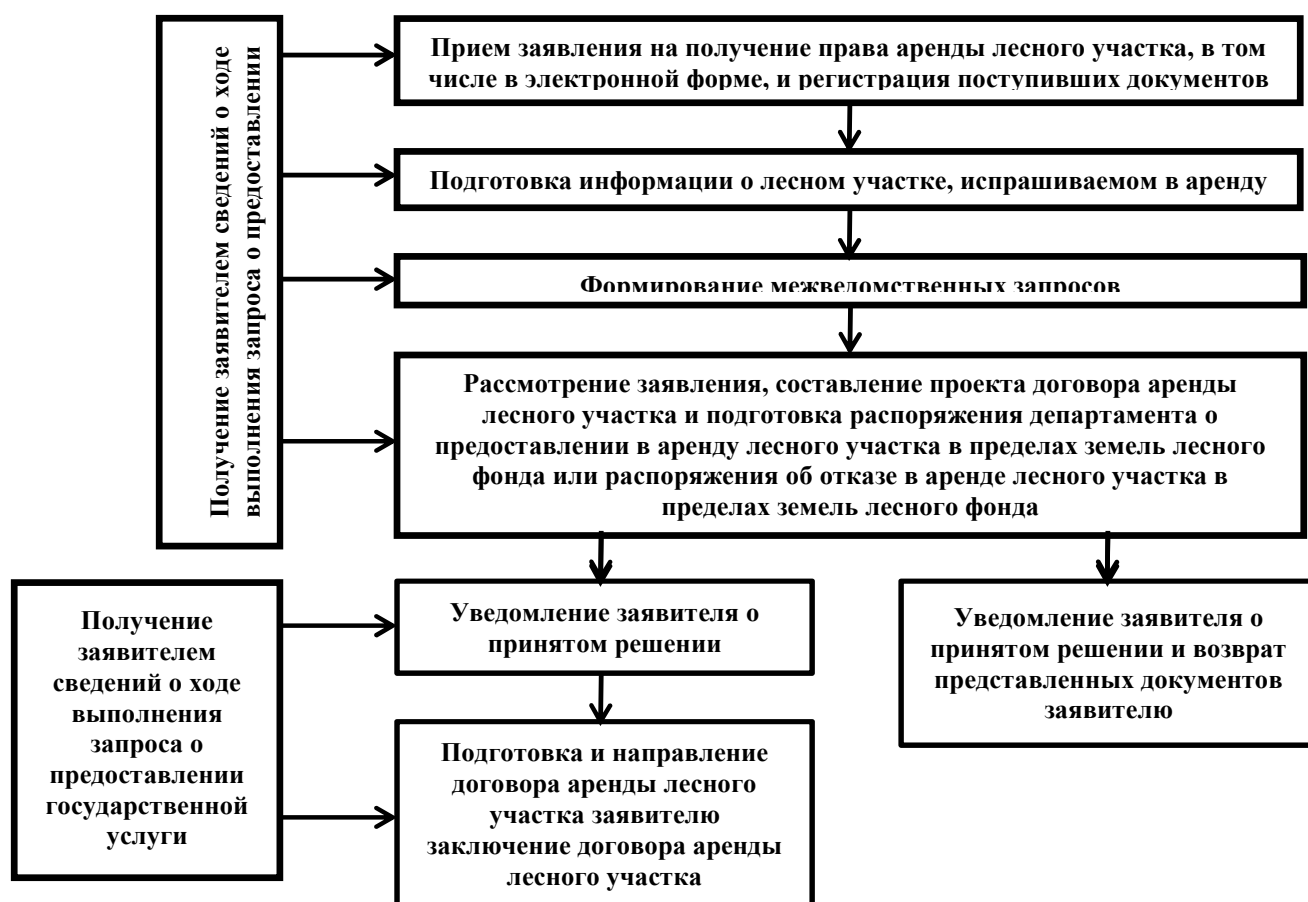 Получение заявителем сведений о ходе
выполнения запроса о предоставлении
Прием заявления на получение права аренды лесного участка, в том
числе в электронной форме, и регистрация поступивших документов
Подготовка информации о лесном участке, испрашиваемом в аренду
Формирование межведомственных запросов
Рассмотрение заявления, составление проекта договора аренды
лесного участка и подготовка распоряжения департамента о
предоставлении в аренду лесного участка в пределах земель лесного
фонда или распоряжения об отказе в аренде лесного участка в
пределах земель лесного фонда
Получение
заявителем
сведений о ходе
выполнения
запроса о
предоставлении
государственной
услуги
Уведомление заявителя о
принятом решении
Уведомление заявителя о
принятом решении и возврат
представленных документов
заявителю
Подготовка и направление
договора аренды лесного
участка заявителю
заключение договора аренды
лесного участка